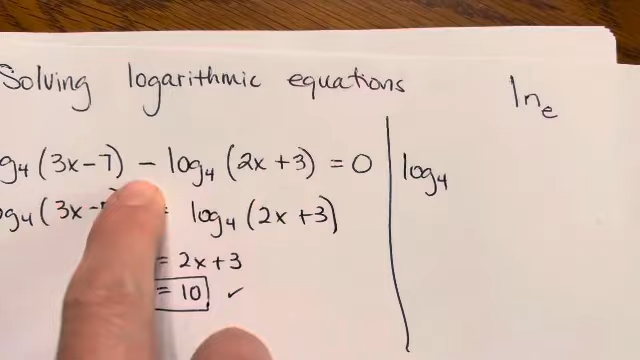 Solving logarithmic equations
ln e
og₄ (3x-7) - log₄ (2x+3) = 0
log₄
og₄ (3x- = log₄ (2x+3)
= 2x+3
= 10 ✓